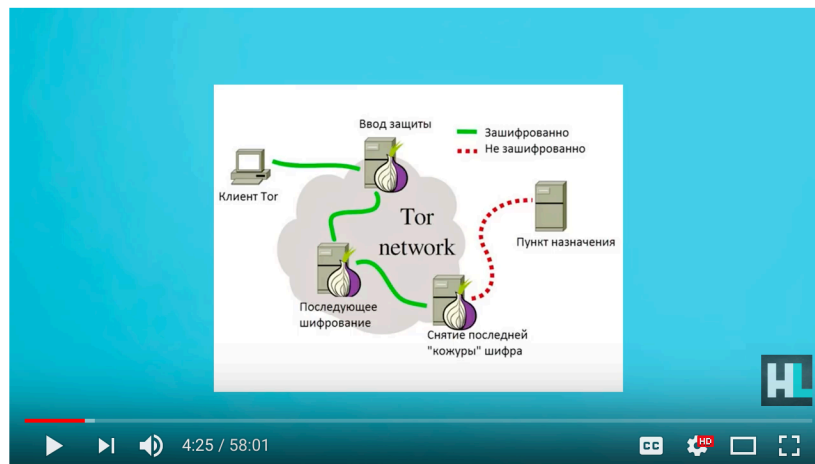 Ввод защиты
Зашифрованно
Не зашифрованно
Клиент Tor
Tor
network
Пункт назначения
Последующее
шифрование
Снятие последней
"кожуры" шифра
HL
4:25 / 58:01
CC
HD